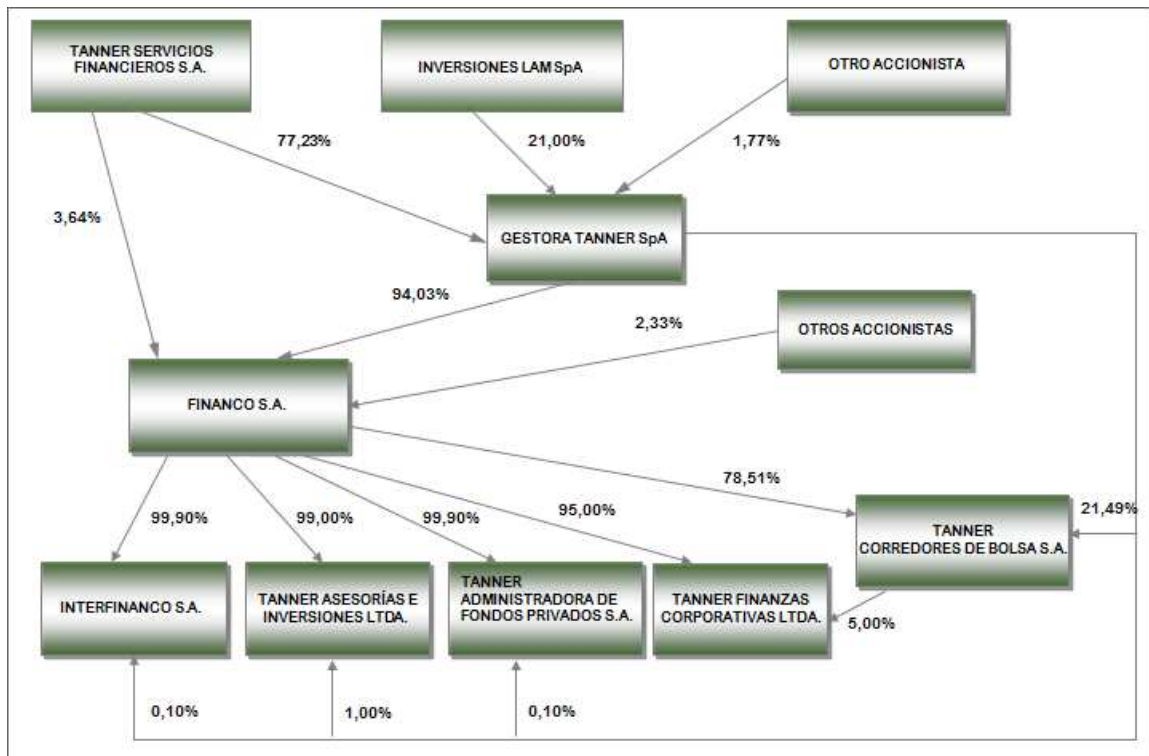 TANNER SERVICIOS
FINANCIEROS S.A.
INVERSIONES LAM SpA
OTRO ACCIONISTA
77,23%
21,00%
1,77%
3,64%
GESTORA TANNER SpA
94,03%
2,33%
OTROS ACCIONISTAS
FINANCO S.A.
78,51%
99,90%
99,00%
99,90%
95,00%
21,49%
TANNER
CORREDORES DE BOLSA S.A.
INTERFINANCO S.A.
TANNER ASESORÍAS E
INVERSIONES LTDA.
TANNER
ADMINISTRADORA DE
FONDOS PRIVADOS S.A.
TANNER FINANZAS
CORPORATIVAS LTDA.
5,00%
0,10%
1,00%
0,10%